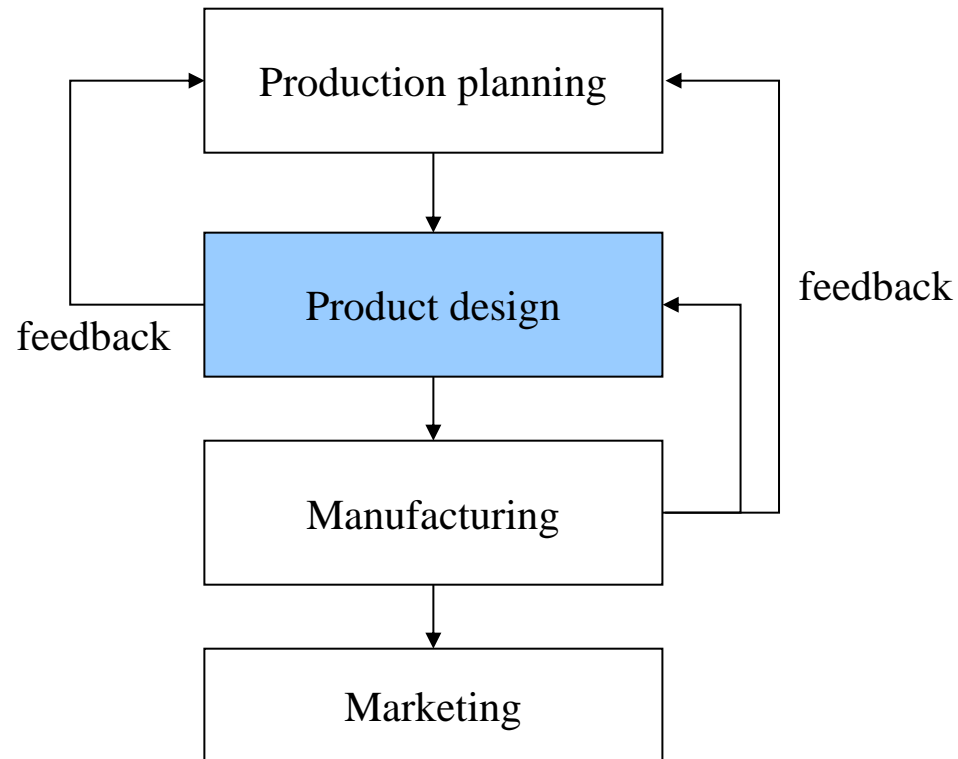 Production planning
feedback
Product design
feedback
Manufacturing
Marketing